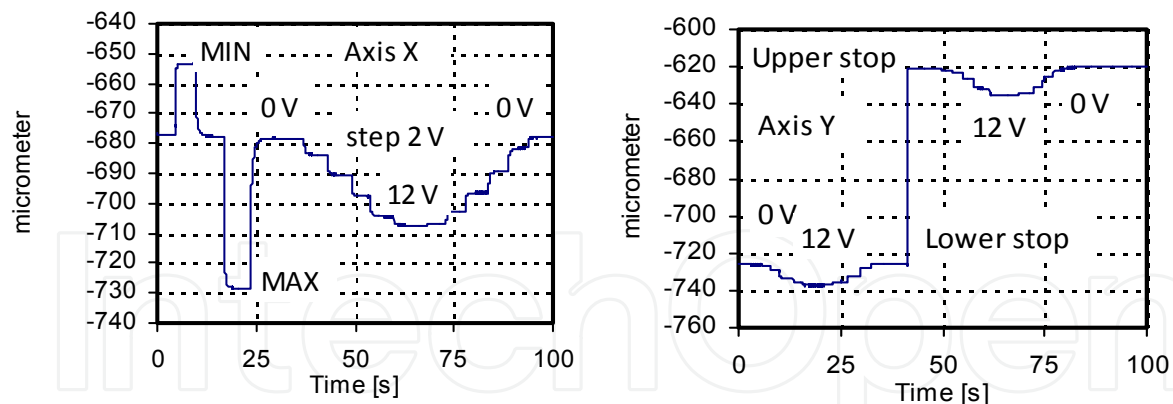 -640
-650
-660
-670
-680
-690
-700
-710
-720
-730
-740
micrometer
MIN
Axis X
0 V
0 V
step 2 V
12 V
MAX
0
25
50
75
100
Time [s]
-600
-620
-640
-660
-680
-700
-720
-740
-760
micrometer
Upper stop
0 V
12 V
Axis Y
0 V
12 V
Lower stop
0
25
50
75
100
Time [s]
IntechOpen